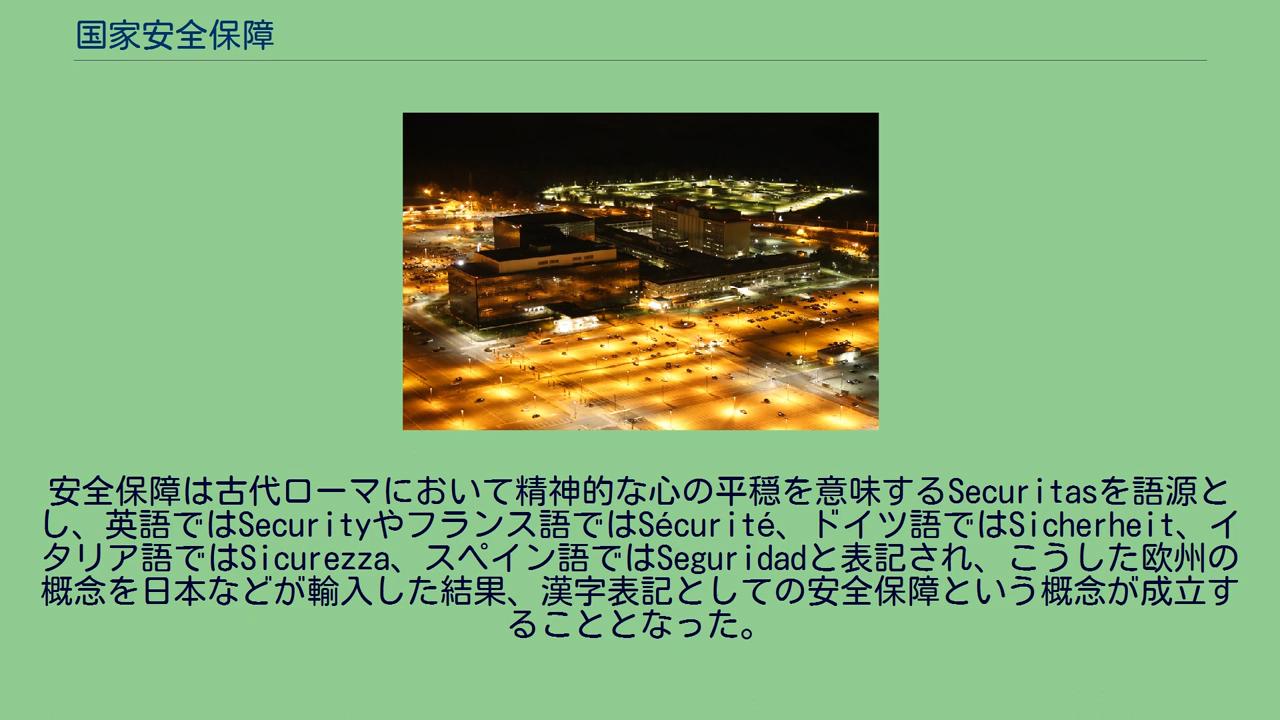 国家安全保障
安全保障は古代ローマにおいて精神的な心の平穏を意味するSecuritasを語源と
し、英語ではSecurityやフランス語ではSécurité、ドイツ語ではSicherheit、イ
タリア語ではSicurezza、スペイン語ではSeguridadと表記され、こうした欧州の
概念を日本などが輸入した結果、漢字表記としての安全保障という概念が成立す
ることとなった。